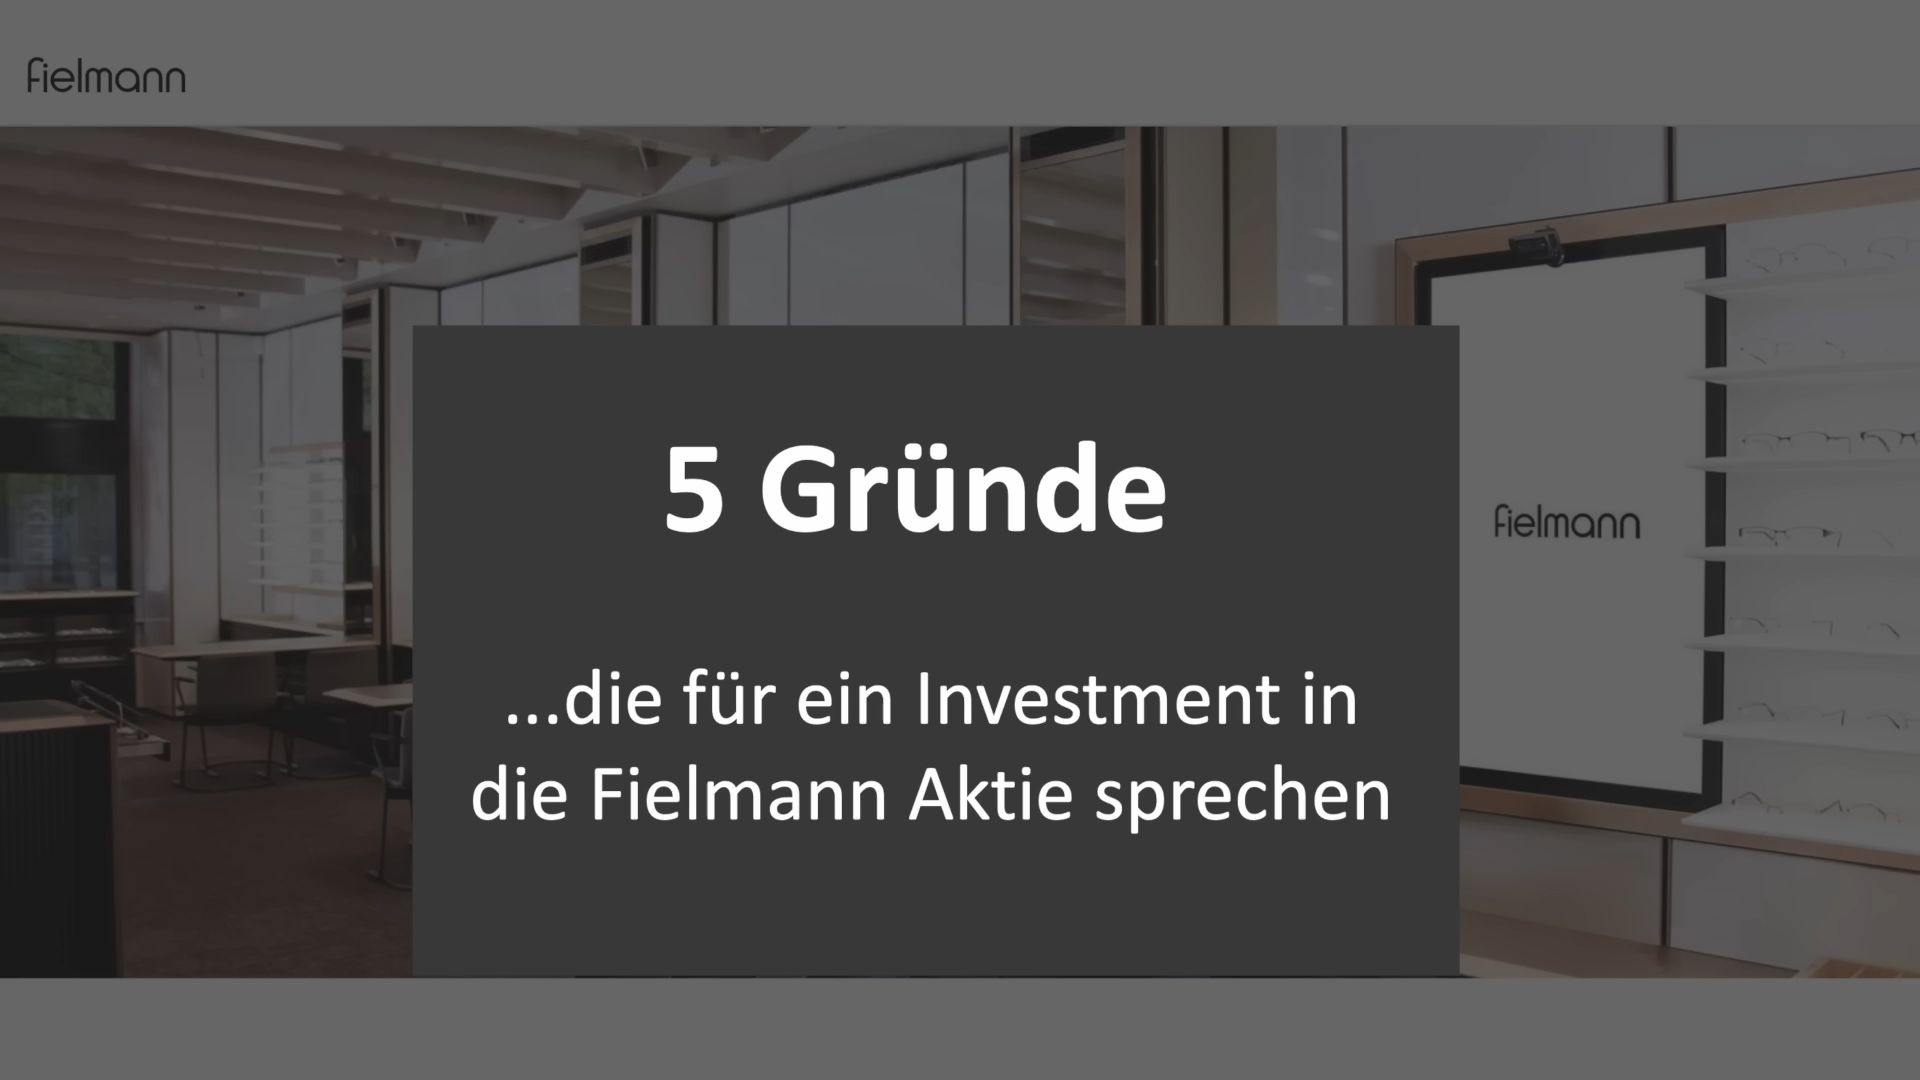 fielmann
5 Gründe
fielmann
...die für ein Investment in
die Fielmann Aktie sprechen